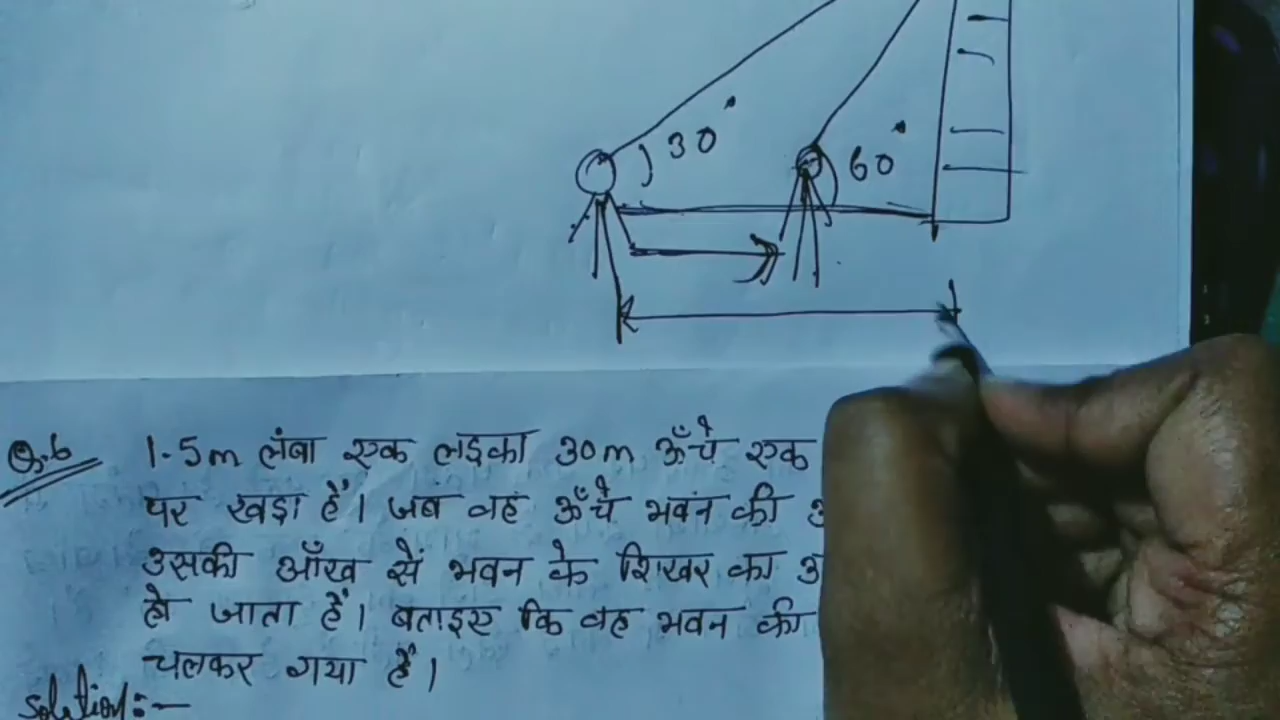 30°
60°
Q.6 1.5m लंबा एक लड़का 30m ऊँचे एक
पर खड़ा हैं। जब वह ऊँचे भवन की
उसकी आँख सें भवन के शिखर का
हो जाता हैं। बताइए कि वह भवन की
चलकर गया हैं।
Solution:—